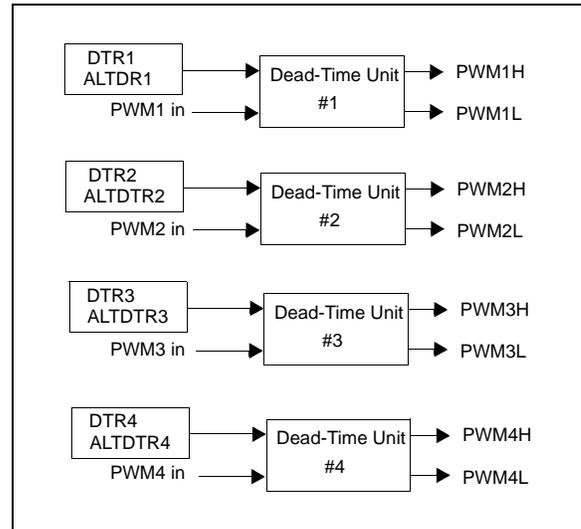 DTR1
ALTDR1
PWM1 in
Dead-Time Unit
#1
PWM1H
PWM1L
DTR2
ALTDTR2
PWM2 in
Dead-Time Unit
#2
PWM2H
PWM2L
DTR3
ALTDTR3
PWM3 in
Dead-Time Unit
#3
PWM3H
PWM3L
DTR4
ALTDTR4
PWM4 in
Dead-Time Unit
#4
PWM4H
PWM4L